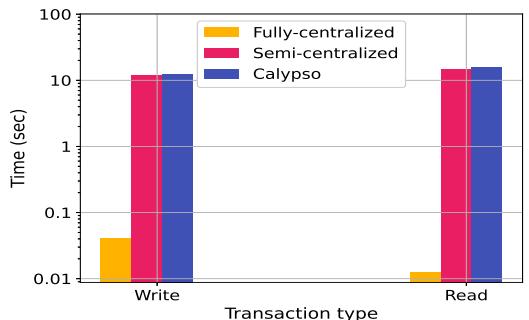 100
10
1
0.1
0.01
Time (sec)
Fully-centralized
Semi-centralized
Calypso
Write
Read
Transaction type